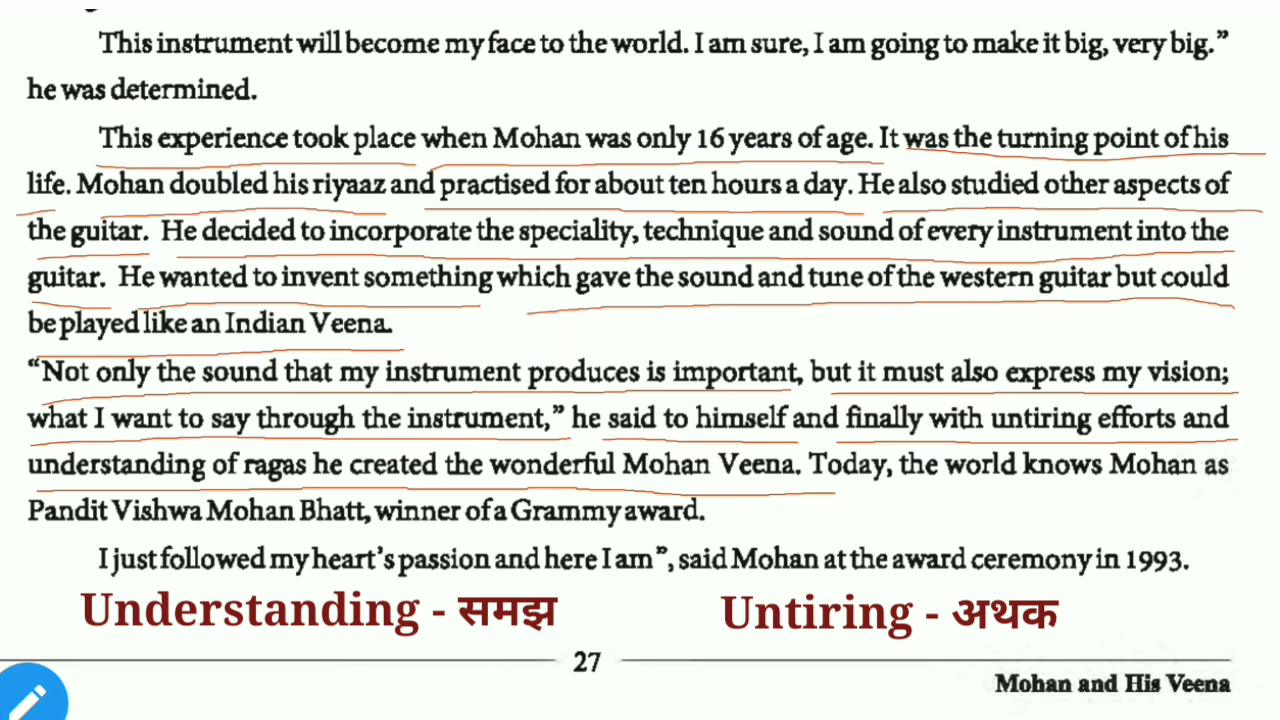 This instrument will become my face to the world. I am sure, I am going to make it big, very big.”
he was determined.
This experience took place when Mohan was only 16 years of age. It was the turning point of his
life. Mohan doubled his riyaaz and practised for about ten hours a day. He also studied other aspects of
the guitar. He decided to incorporate the speciality, technique and sound of every instrument into the
guitar. He wanted to invent something which gave the sound and tune of the western guitar but could
be played like an Indian Veena.
“Not only the sound that my instrument produces is important, but it must also express my vision;
what I want to say through the instrument,” he said to himself and finally with untiring efforts and
understanding of ragas he created the wonderful Mohan Veena. Today, the world knows Mohan as
Pandit Vishwa Mohan Bhatt, winner of a Grammy award.
I just followed my heart’s passion and here I am”, said Mohan at the award ceremony in 1993.
Understanding - समझ Untiring - अथक
27
Mohan and His Veena